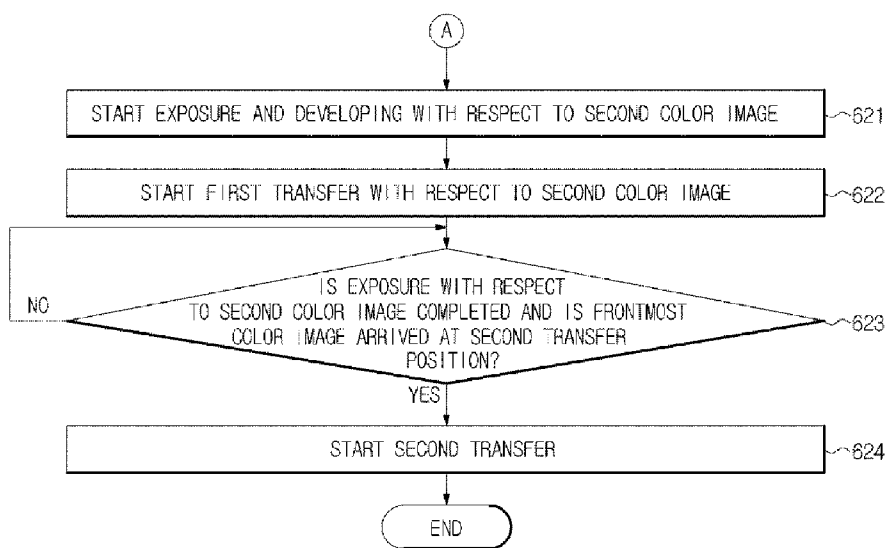 A
START EXPOSURE AND DEVELOPING WITH RESPECT TO SECOND COLOR IMAGE
621
START FIRST TRANSFER WITH RESPECT TO SECOND COLOR IMAGE
622
IS EXPOSURE WITH RESPECT
TO SECOND COLOR IMAGE COMPLETED AND IS FRONTMOST
COLOR IMAGE ARRIVED AT SECOND TRANSFER
POSITION?
NO
623
YES
START SECOND TRANSFER
624
END